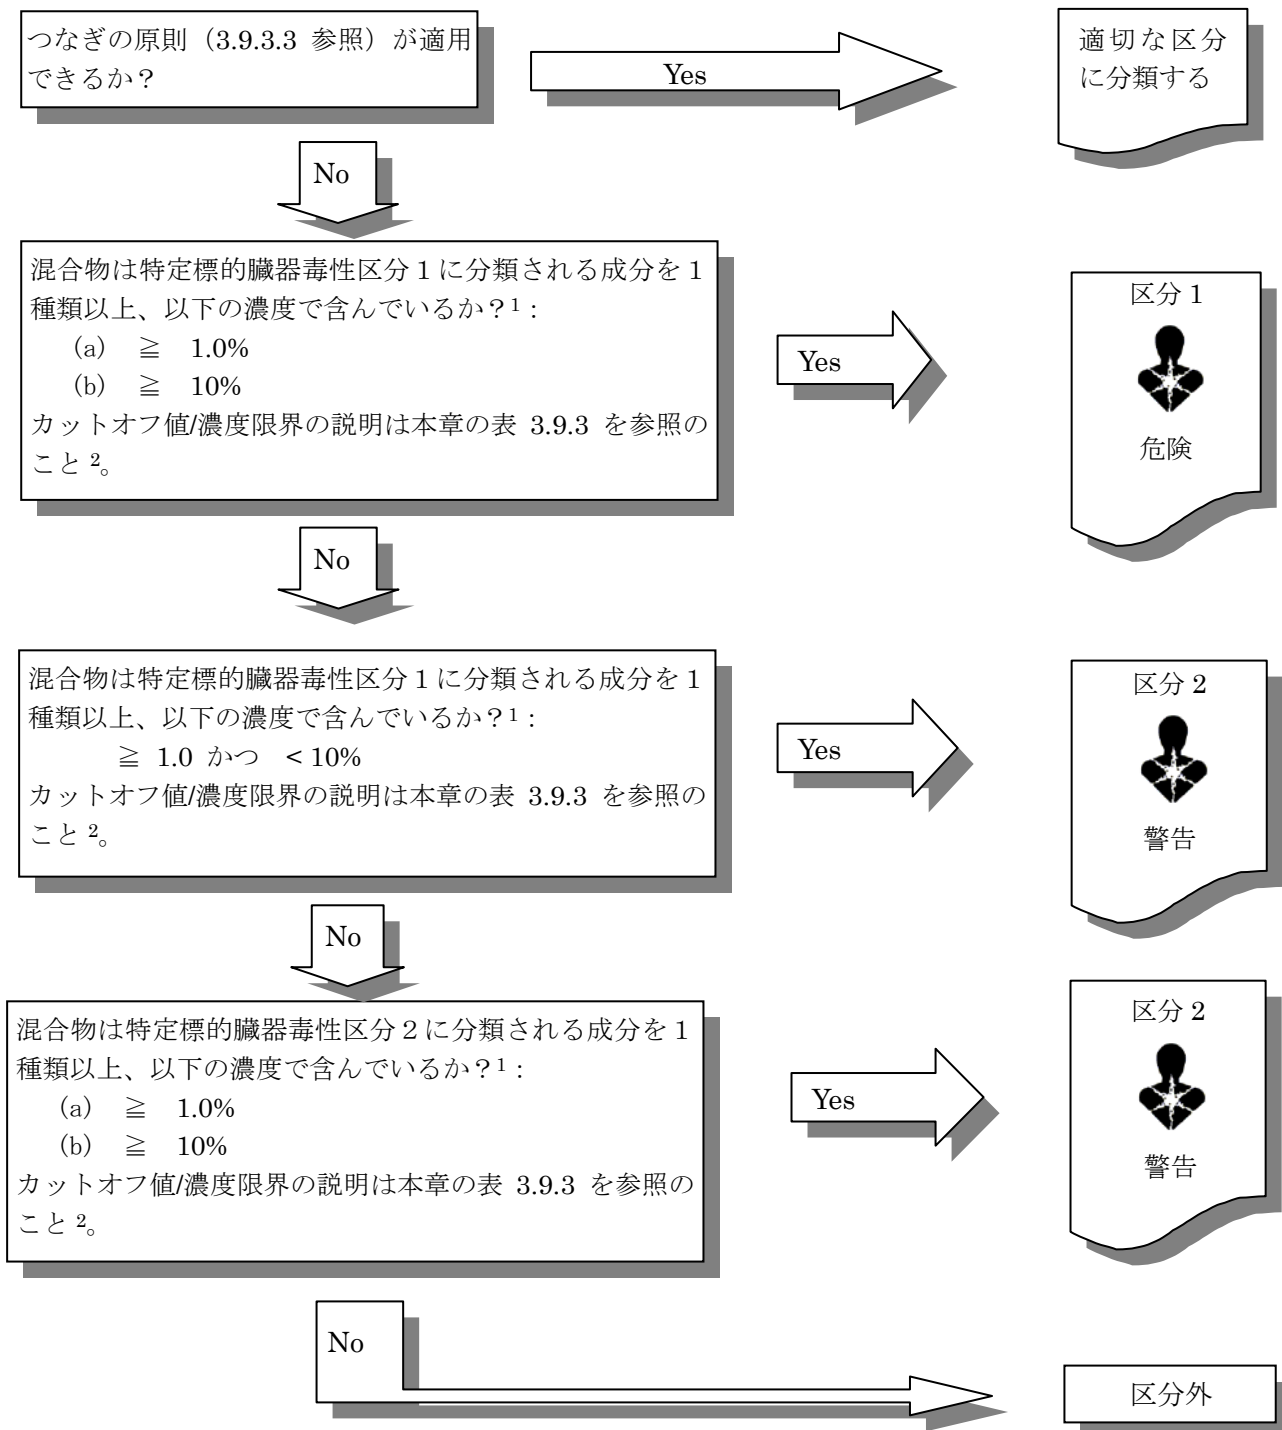 つなぎの原則（3.9.3.3 参照）が適用
できるか？
Yes
適切な区分
に分類する
No
混合物は特定標的臓器毒性区分１に分類される成分を１
種類以上、以下の濃度で含んでいるか？1：
(a) ≧ 1.0%
(b) ≧ 10%
カットオフ値/濃度限界の説明は本章の表 3.9.3 を参照の
こと 2。
Yes
区分 1
危険
No
混合物は特定標的臓器毒性区分１に分類される成分を１
種類以上、以下の濃度で含んでいるか？1：
≧ 1.0 かつ < 10%
カットオフ値/濃度限界の説明は本章の表 3.9.3 を参照の
こと 2。
Yes
区分 2
警告
No
混合物は特定標的臓器毒性区分２に分類される成分を１
種類以上、以下の濃度で含んでいるか？1：
(a) ≧ 1.0%
(b) ≧ 10%
カットオフ値/濃度限界の説明は本章の表 3.9.3 を参照の
こと 2。
Yes
区分 2
警告
No
区分外